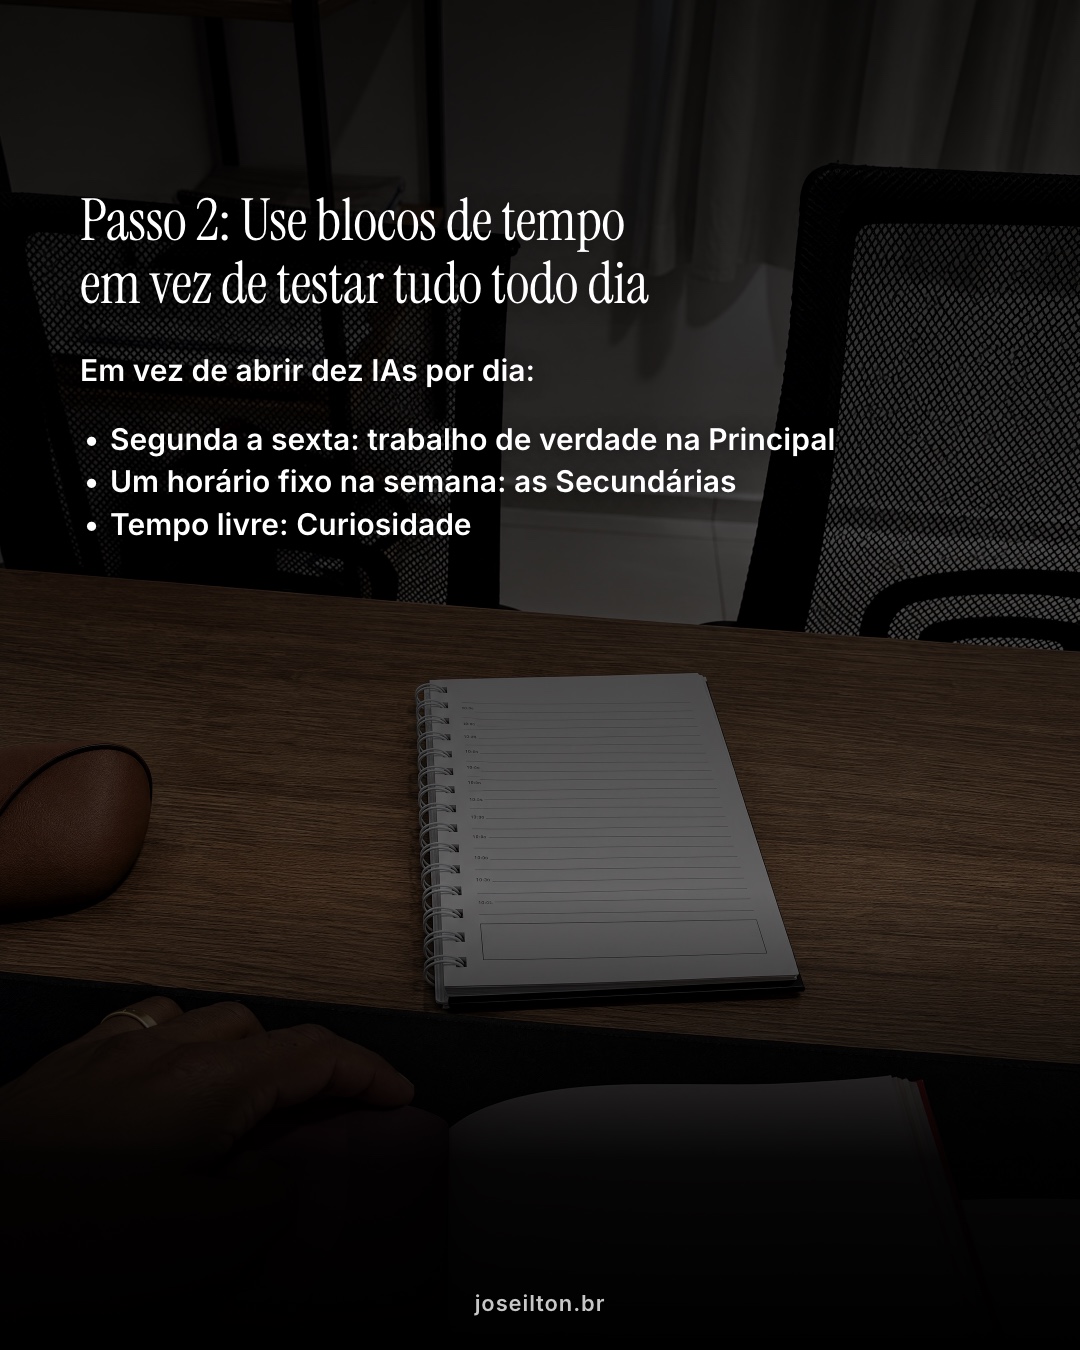 Passo 2: Use blocos de tempo
em vez de testar tudo todo dia
Em vez de abrir dez IAs por dia:
• Segunda a sexta: trabalho de verdade na Principal
• Um horário fixo na semana: as Secundárias
• Tempo livre: Curiosidade
joseilton.br